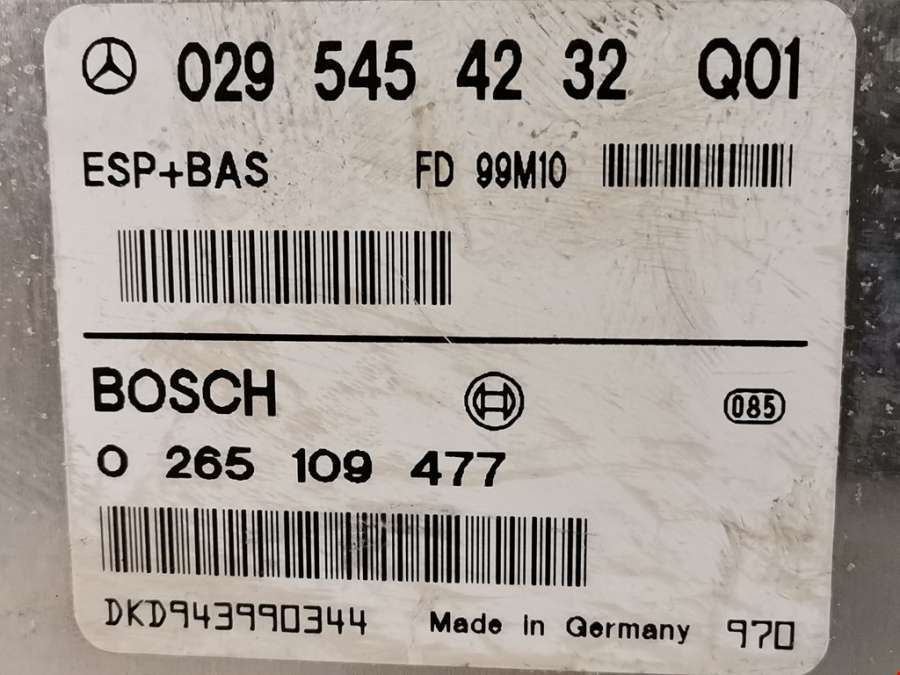 029 545 42 32 Q01
ESP+BAS FD 99M10
BOSCH 085
0 265 109 477
DKD943990344 Made in Germany 970